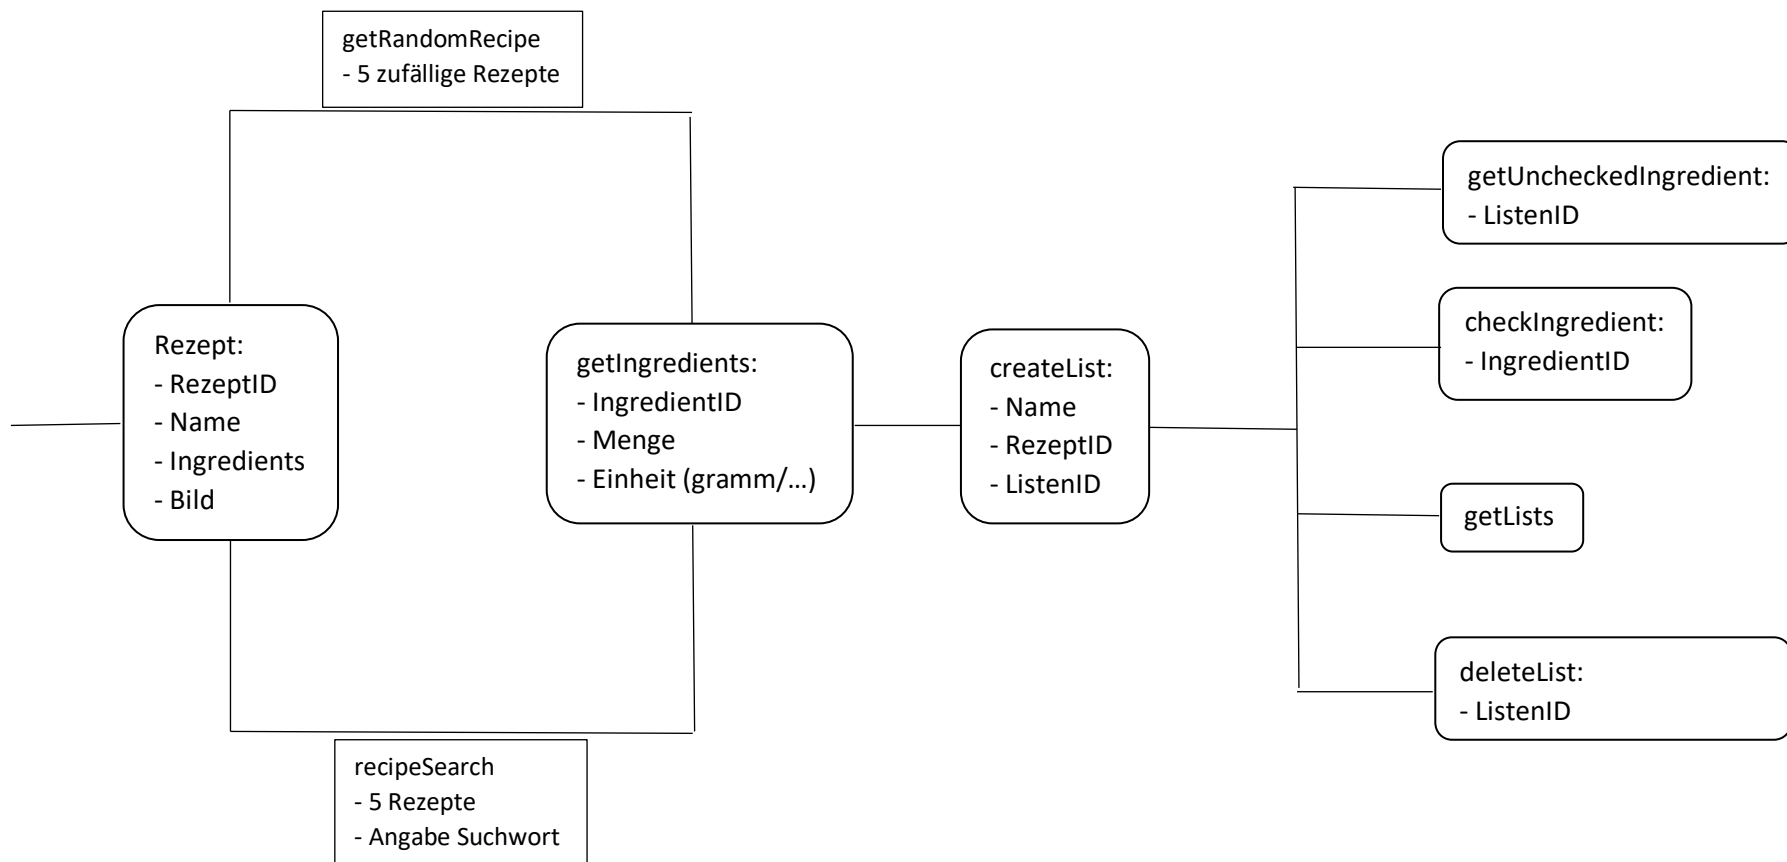 getRandomRecipe
- 5 zufällige Rezepte
Rezept:
- RezeptID
- Name
- Ingredients
- Bild
getIngredients:
- IngredientID
- Menge
- Einheit (gramm/...)
createList:
- Name
- RezeptID
- ListenID
getUncheckedIngredient:
- ListenID
checkIngredient:
- IngredientID
getLists
deleteList:
- ListenID
recipeSearch
- 5 Rezepte
- Angabe Suchwort